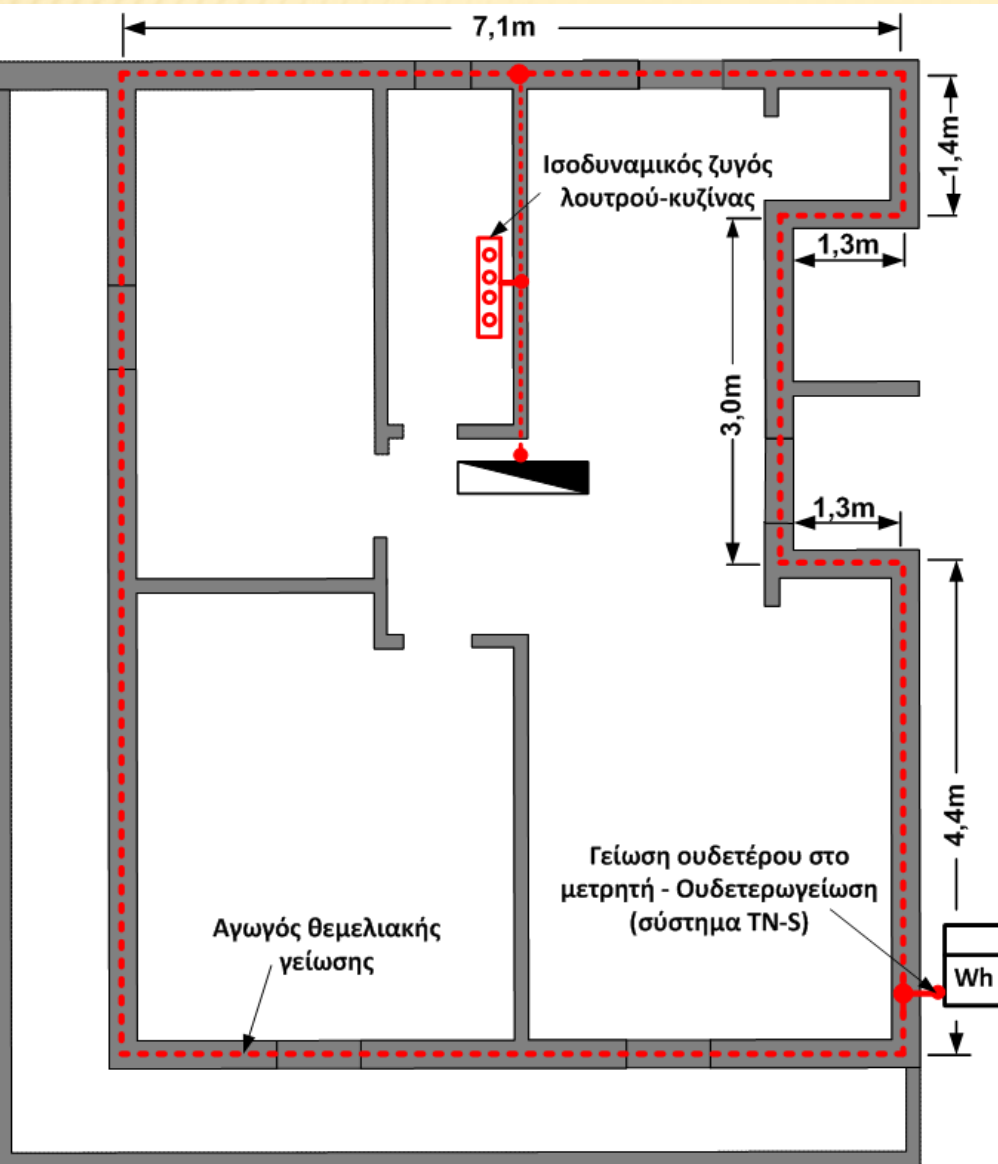 7,1m
1,4m
Ισοδυναμικός ζυγός
λουτρού-κυζίνας
1,3m
3,0m
1,3m
4,4m
Γείωση ουδετέρου στο
μετρητή - Ουδετερωγείωση
(σύστημα TN-S)
Αγωγός θεμελιακής
γείωσης
Wh